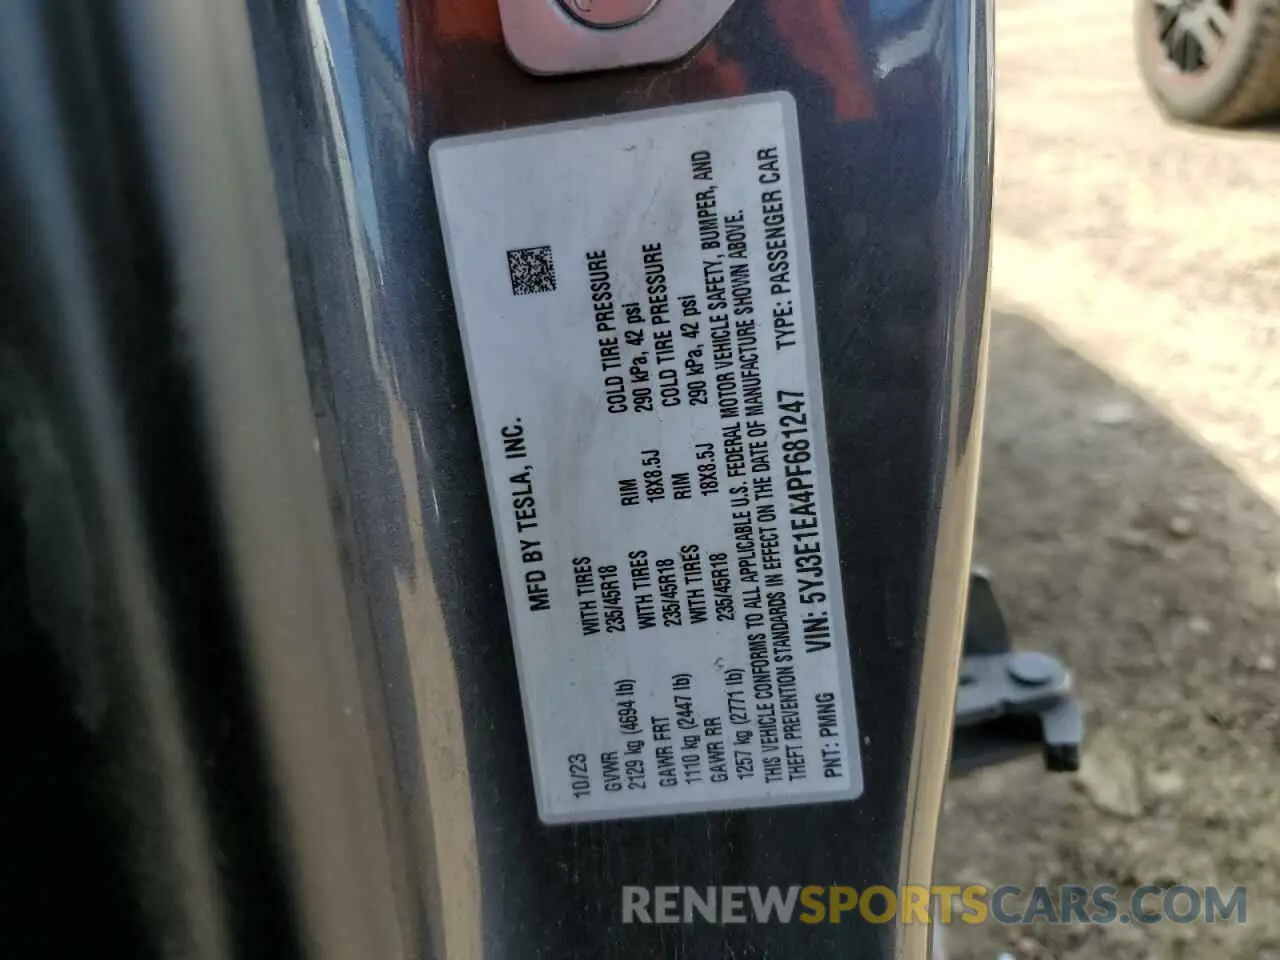 MFD BY TESLA, INC.
10/23
GVWR WITH TIRES RIM COLD TIRE PRESSURE
2129 kg (4694 lb) 235/45R18 18X8.5J 290 kPa, 42 psi
GAWR FRT WITH TIRES RIM COLD TIRE PRESSURE
1110 kg (2447 lb) 235/45R18 18X8.5J 290 kPa, 42 psi
GAWR RR WITH TIRES
1257 kg (2771 lb) 235/45R18
THIS VEHICLE CONFORMS TO ALL APPLICABLE U.S. FEDERAL MOTOR VEHICLE SAFETY, BUMPER, AND
THEFT PREVENTION STANDARDS IN EFFECT ON THE DATE OF MANUFACTURE SHOWN ABOVE.
VIN: 5YJ3E1EA4PF681247 TYPE: PASSENGER CAR
PNT: PMNG
RENEWSPORTSCARS.COM